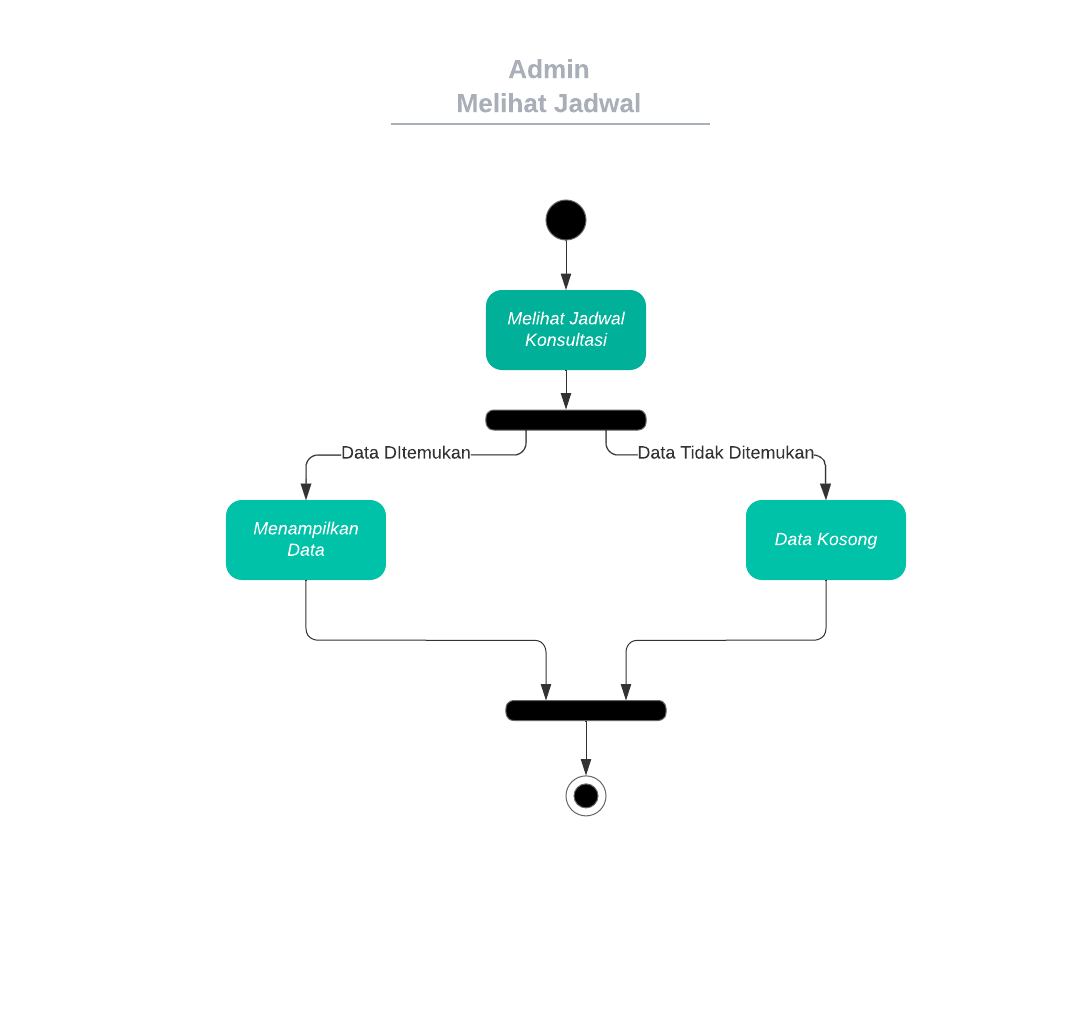 Admin
Melihat Jadwal
Melihat Jadwal
Konsultasi
Data DItemukan
Data Tidak Ditemukan
Menampilkan
Data
Data Kosong